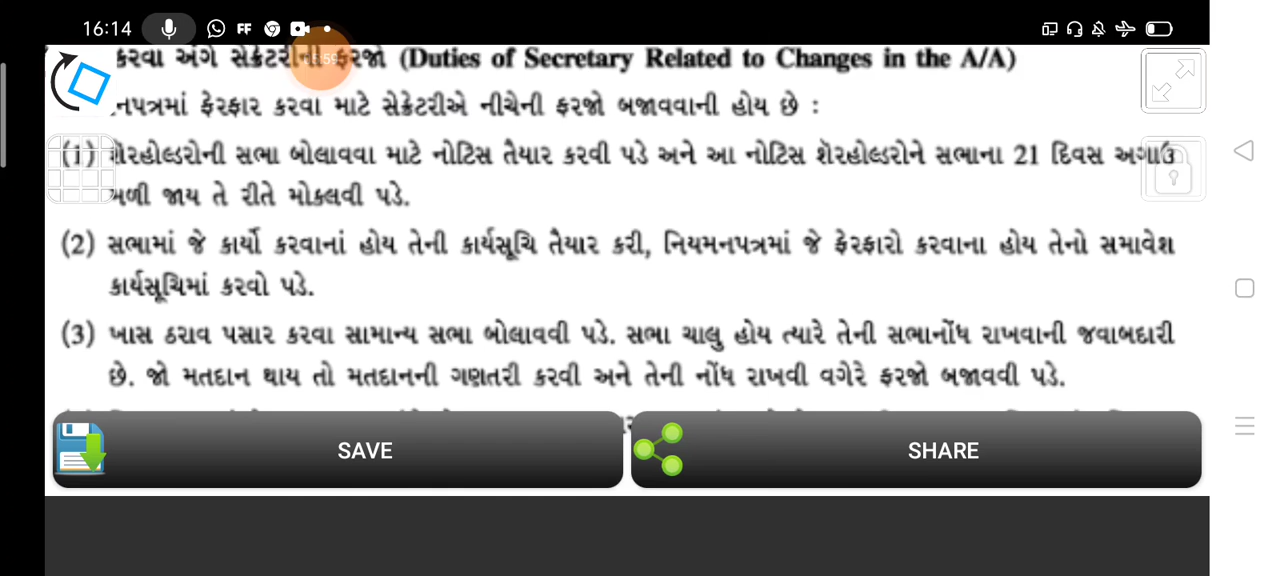 16:14 FF
કરવા અંગે સેક્રેટરીની ફરજો (Duties of Secretary Related to Changes in the A/A)
નપત્રમાં ફેરફાર કરવા માટે સેક્રેટરીએ નીચેની ફરજો બજાવવાની હોય છે :
(1) શૅરહોલ્ડરોની સભા બોલાવવા માટે નોટિસ તૈયાર કરવી પડે અને આ નોટિસ શૅરહોલ્ડરોને સભાના 21 દિવસ અગાઉ
મળી જાય તે રીતે મોકલવી પડે.
(2) સભામાં જે કાર્યો કરવાનાં હોય તેની કાર્યસૂચિ તૈયાર કરી, નિયમનપત્રમાં જે ફેરફારો કરવાના હોય તેનો સમાવેશ
કાર્યસૂચિમાં કરવો પડે.
(3) ખાસ ઠરાવ પસાર કરવા સામાન્ય સભા બોલાવવી પડે. સભા ચાલુ હોય ત્યારે તેની સભાનોંધ રાખવાની જવાબદારી
છે. જો મતદાન થાય તો મતદાનની ગણતરી કરવી અને તેની નોંધ રાખવી વગેરે ફરજો બજાવવી પડે.
SAVE SHARE